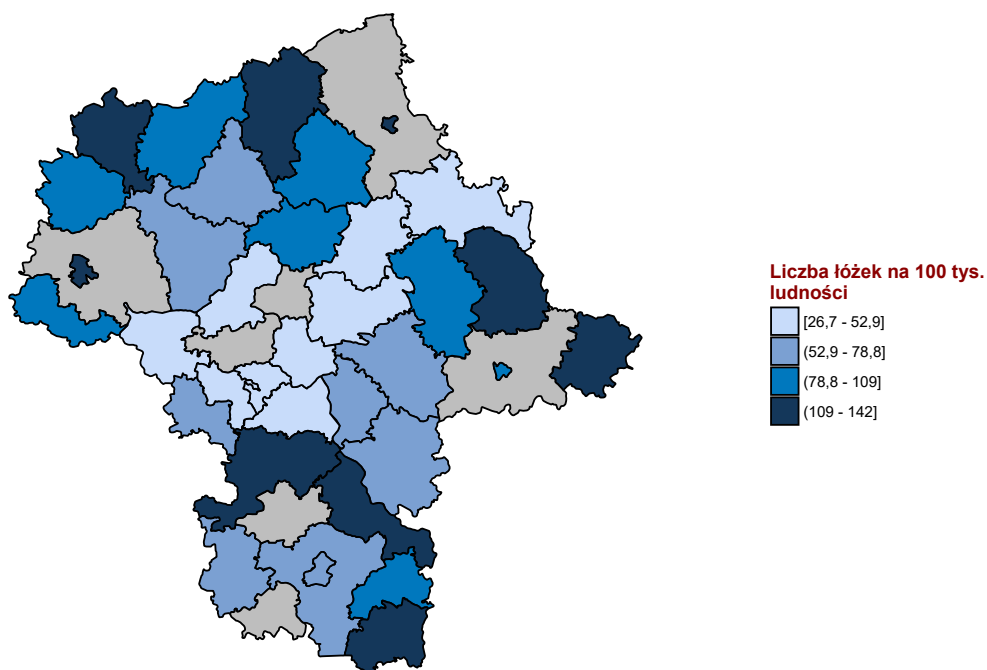 Liczba łóżek na 100 tys.
ludności
[26,7 - 52,9]
(52,9 - 78,8]
(78,8 - 109]
(109 - 142]